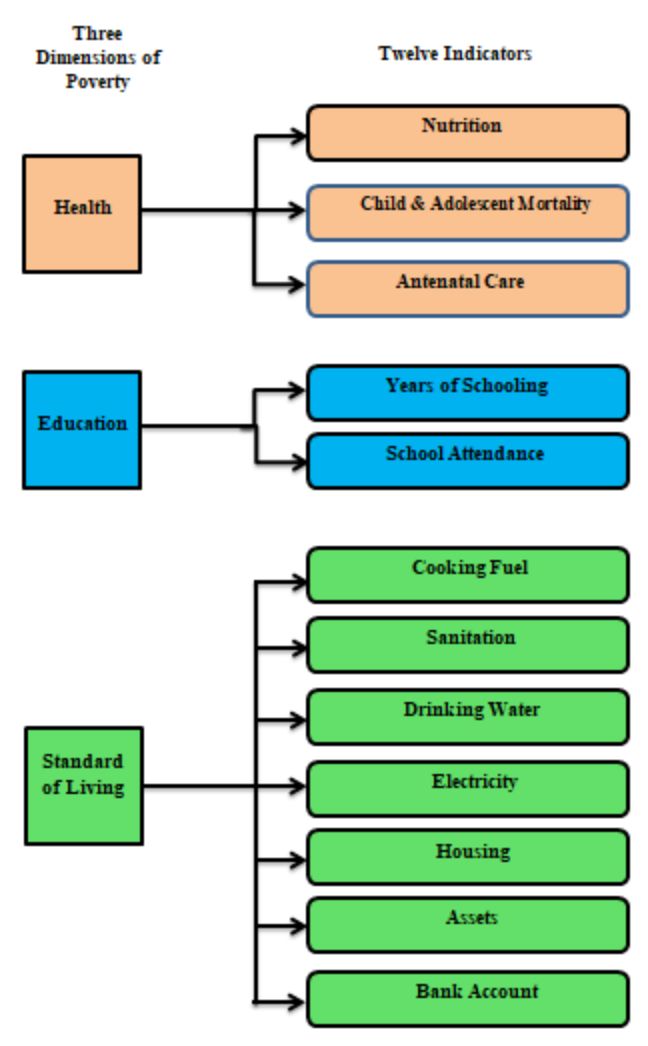 Three
Dimensions of
Poverty
Twelve Indicators
Health
Nutrition
Child & Adolescent Mortality
Antenatal Care
Education
Years of Schooling
School Attendance
Standard
of Living
Cooking Fuel
Sanitation
Drinking Water
Electricity
Housing
Assets
Bank Account